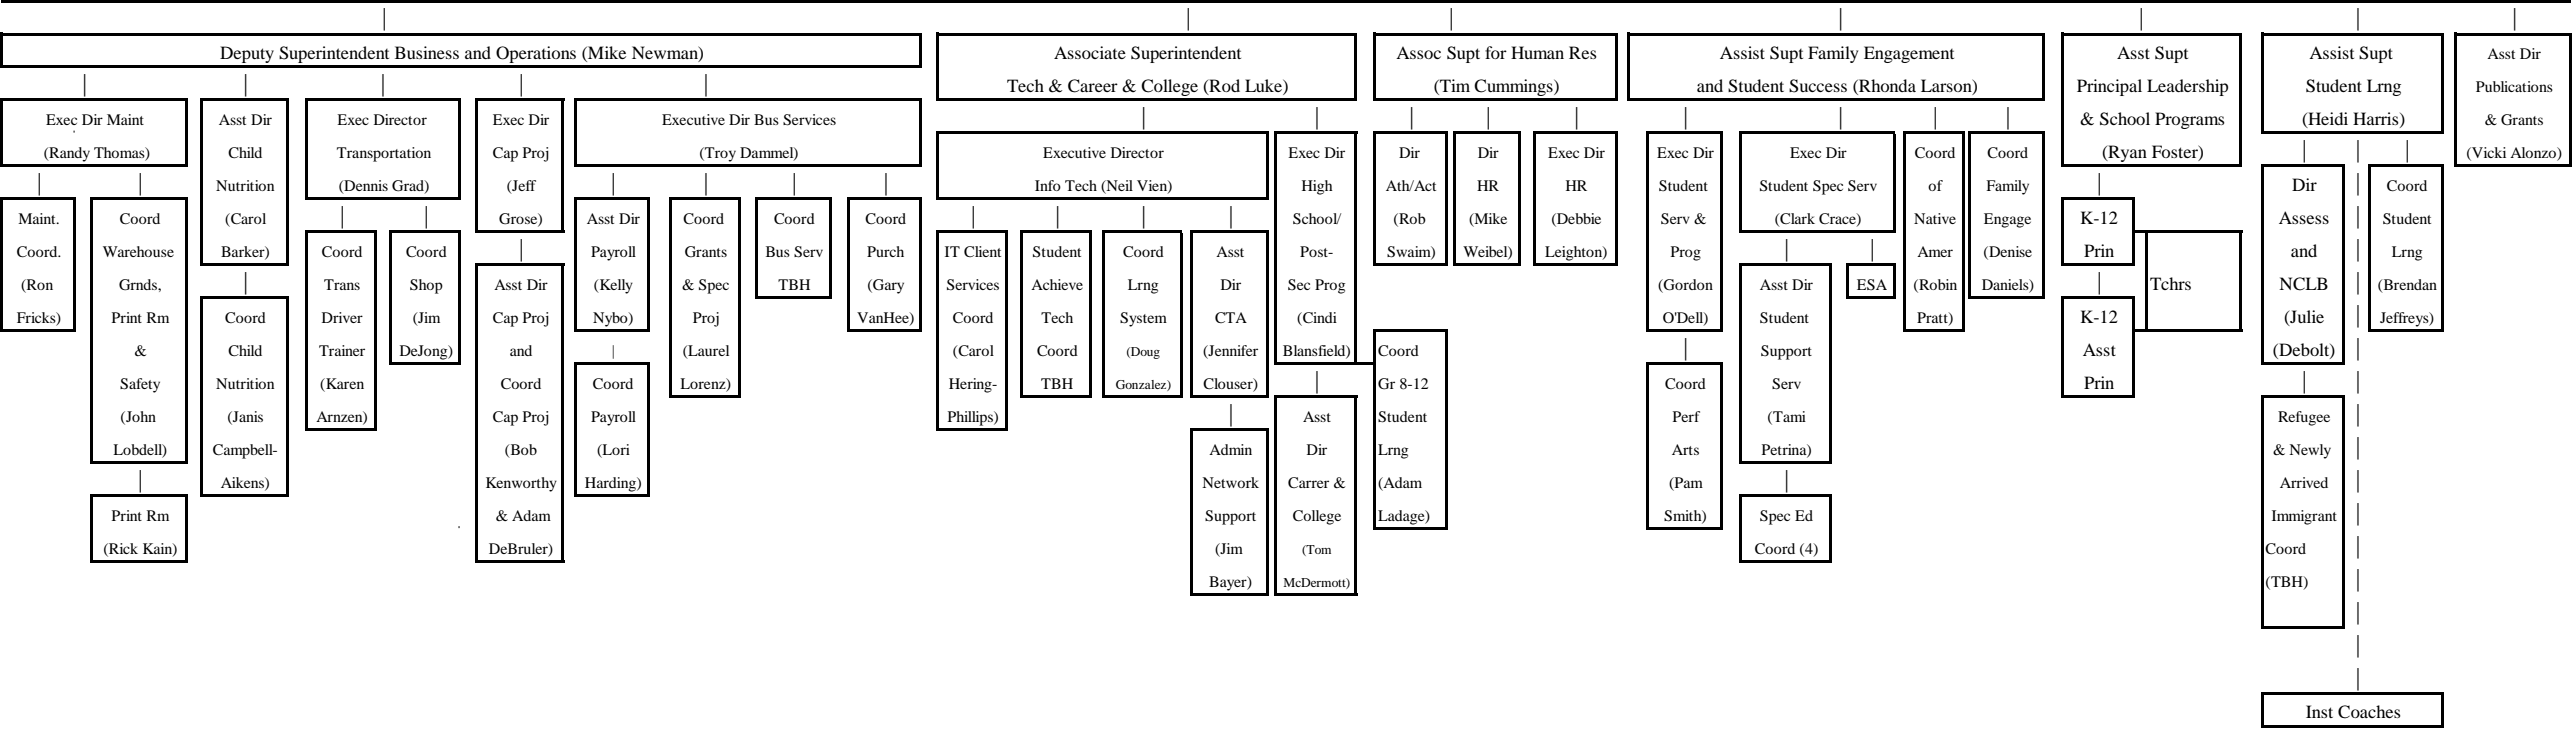 Deputy Superintendent Business and Operations (Mike Newman)
Exec Dir Maint
(Randy Thomas)
Maint.
Coord.
(Ron
Fricks)
Coord
Warehouse
Grnds,
Print Rm
&
Safety
(John
Lobdell)
Print Rm
(Rick Kain)
Asst Dir
Child
Nutrition
(Carol
Barker)
Coord
Child
Nutrition
(Janis
Campbell-
Aikens)
Exec Director
Transportation
(Dennis Grad)
Coord
Trans
Driver
Trainer
(Karen
Arnzen)
Coord
Shop
(Jim
DeJong)
Exec Dir
Cap Proj
(Jeff
Grose)
Asst Dir
Cap Proj
and
Coord
Cap Proj
(Bob
Kenworthy
& Adam
DeBruler)
Executive Dir Bus Services
(Troy Dammel)
Asst Dir
Payroll
(Kelly
Nybo)
Coord
Payroll
(Lori
Harding)
Coord
Grants
& Spec
Proj
(Laurel
Lorenz)
Coord
Bus Serv
TBH
Coord
Purch
(Gary
VanHee)
Associate Superintendent
Tech & Career & College (Rod Luke)
Executive Director
Info Tech (Neil Vien)
IT Client
Services
Coord
(Carol
Hering-
Phillips)
Student
Achieve
Tech
Coord
TBH
Coord
Lrng
System
(Doug
Gonzalez)
Asst
Dir
CTA
(Jennifer
Clouser)
Admin
Network
Support
(Jim
Bayer)
Exec Dir
High
School/
Post-
Sec Prog
(Cindi
Blansfield)
Asst
Dir
Carrer &
College
(Tom
McDermott)
Coord
Gr 8-12
Student
Lrng
(Adam
Ladage)
Assoc Supt for Human Res
(Tim Cummings)
Dir
Ath/Act
(Rob
Swaim)
Dir
HR
(Mike
Weibel)
Exec Dir
HR
(Debbie
Leighton)
Assist Supt Family Engagement
and Student Success (Rhonda Larson)
Exec Dir
Student
Serv &
Prog
(Gordon
O'Dell)
Coord
Perf
Arts
(Pam
Smith)
Exec Dir
Student Spec Serv
(Clark Crace)
Asst Dir
Student
Support
Serv
(Tami
Petrina)
Spec Ed
Coord (4)
ESA
Coord
of
Native
Amer
(Robin
Pratt)
Coord
Family
Engage
(Denise
Daniels)
Asst Supt
Principal Leadership
& School Programs
(Ryan Foster)
K-12
Prin
K-12
Asst
Prin
Tchrs
Assist Supt
Student Lrng
(Heidi Harris)
Dir
Assess
and
NCLB
(Julie
(Debolt)
Refugee
& Newly
Arrived
Immigrant
Coord
(TBH)
Coord
Student
Lrng
(Brendan
Jeffreys)
Inst Coaches
Asst Dir
Publications
& Grants
(Vicki Alonzo)